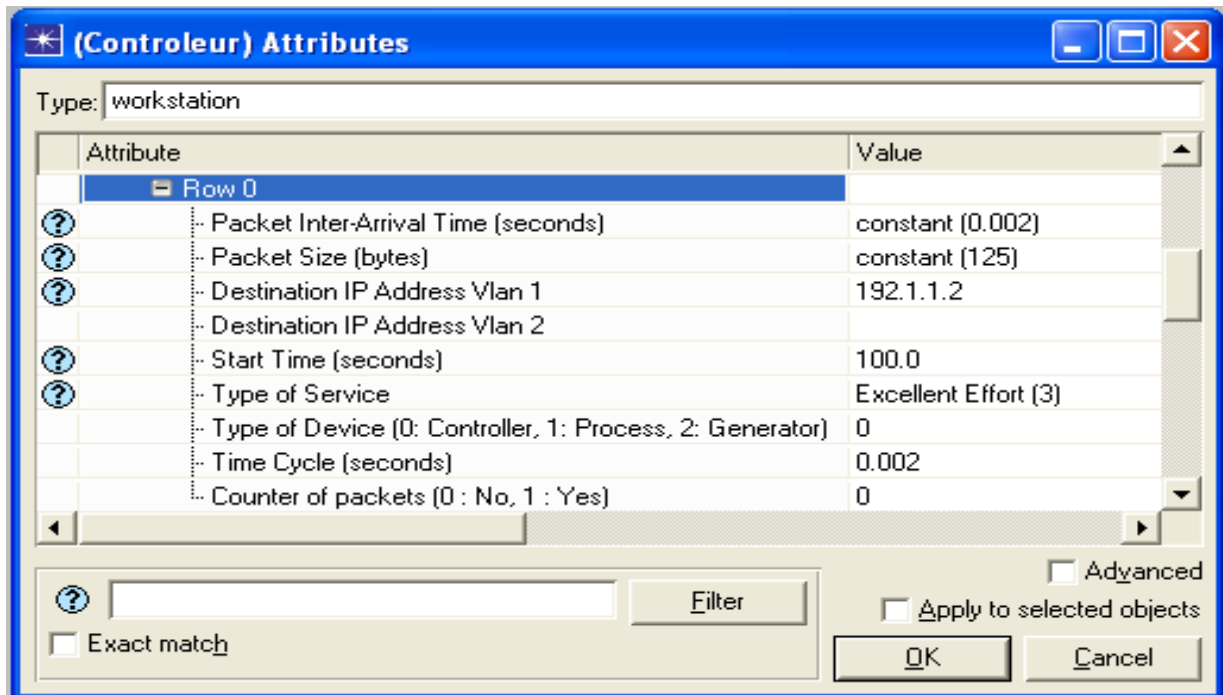 (Controleur) Attributes
Type: workstation
Attribute Value
Row 0
Packet Inter-Arrival Time (seconds) constant (0.002)
Packet Size (bytes) constant (125)
Destination IP Address Vlan 1 192.1.1.2
Destination IP Address Vlan 2
Start Time (seconds) 100.0
Type of Service Excellent Effort (3)
Type of Device (0: Controller, 1: Process, 2: Generator) 0
Time Cycle (seconds) 0.002
Counter of packets (0 : No, 1 : Yes) 0
Advanced
Filter
Apply to selected objects
Exact match
OK Cancel